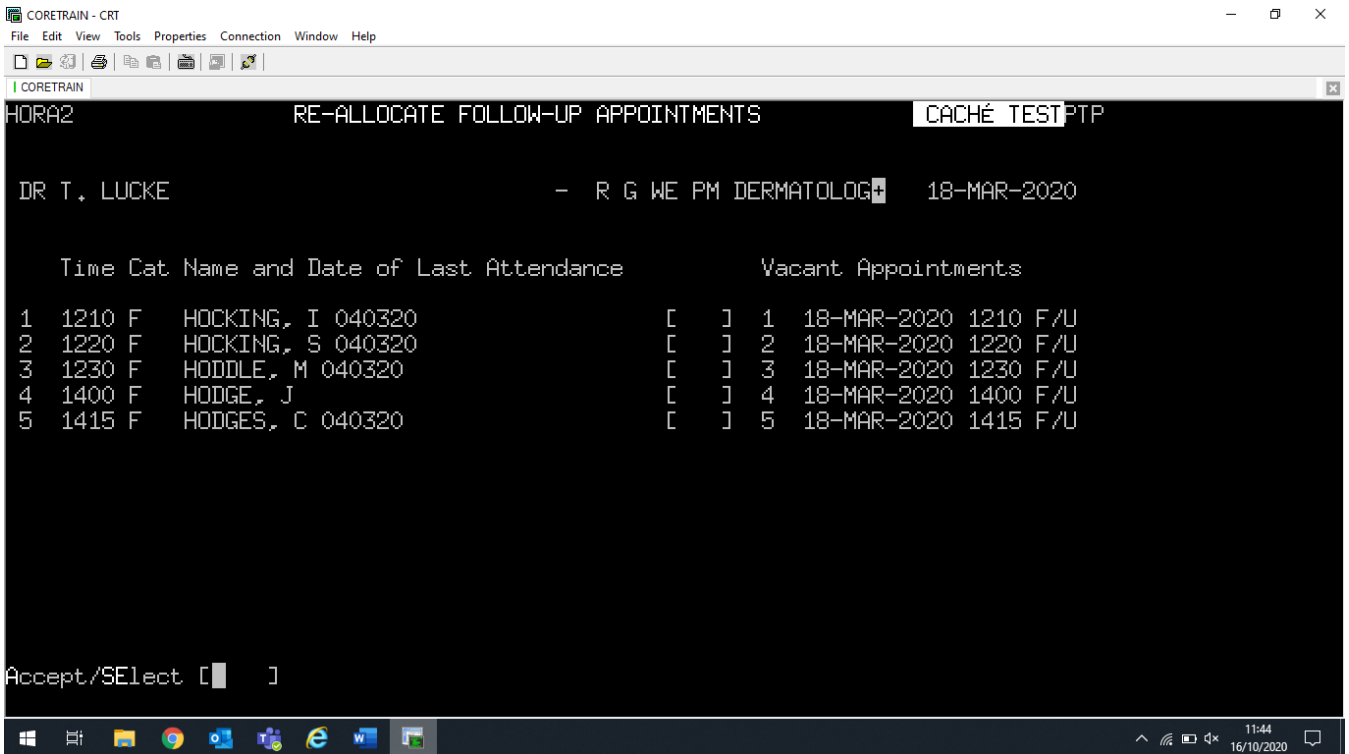 CORETRAIN - CRT
File Edit View Tools Properties Connection Window Help
CORETRAIN
HORA2 RE-ALLOCATE FOLLOW-UP APPOINTMENTS CACHÉ TESTPTP
DR T. LUCKE - R G WE PM DERMATOLOG+ 18-MAR-2020
Time Cat Name and Date of Last Attendance Vacant Appointments
1 1210 F HOCKING, I 040320 [ ] 1 18-MAR-2020 1210 F/U
2 1220 F HOCKING, S 040320 [ ] 2 18-MAR-2020 1220 F/U
3 1230 F HODDLE, M 040320 [ ] 3 18-MAR-2020 1230 F/U
4 1400 F HODGE, J [ ] 4 18-MAR-2020 1400 F/U
5 1415 F HODGES, C 040320 [ ] 5 18-MAR-2020 1415 F/U
Accept/SElect [ ]
11:44
16/10/2020